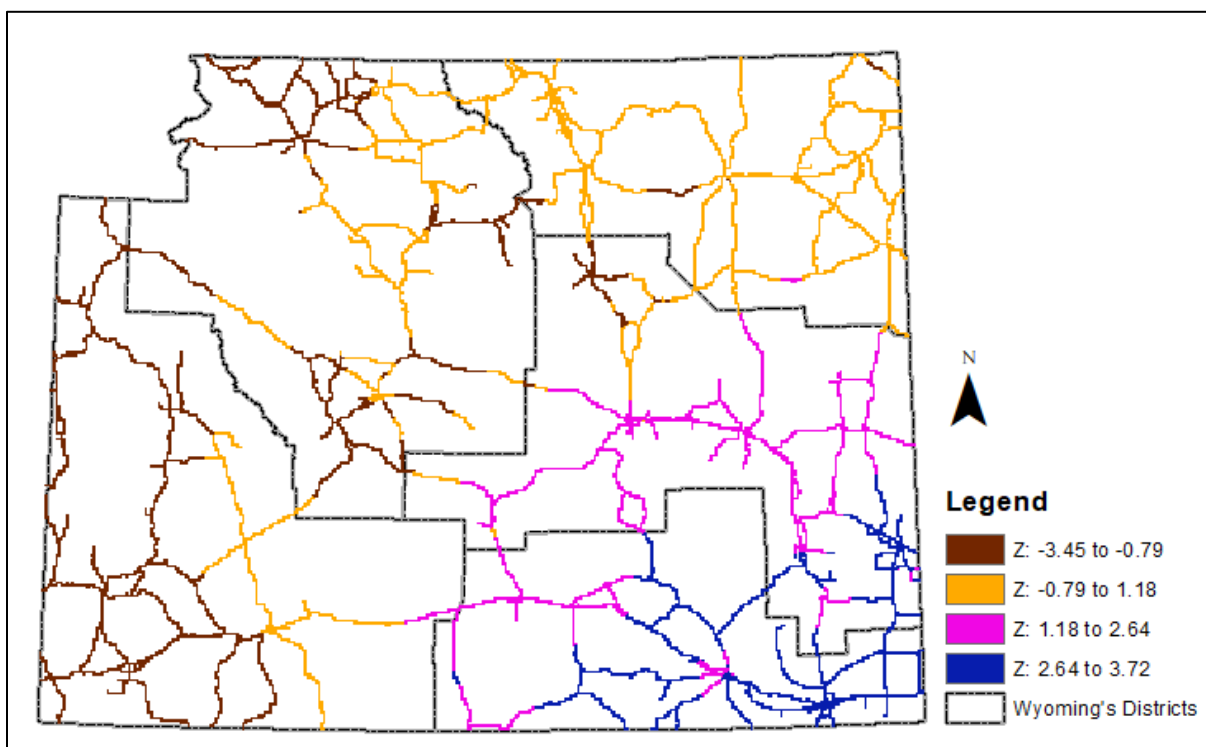 N
Legend
Z: -3.45 to -0.79
Z: -0.79 to 1.18
Z: 1.18 to 2.64
Z: 2.64 to 3.72
Wyoming's Districts